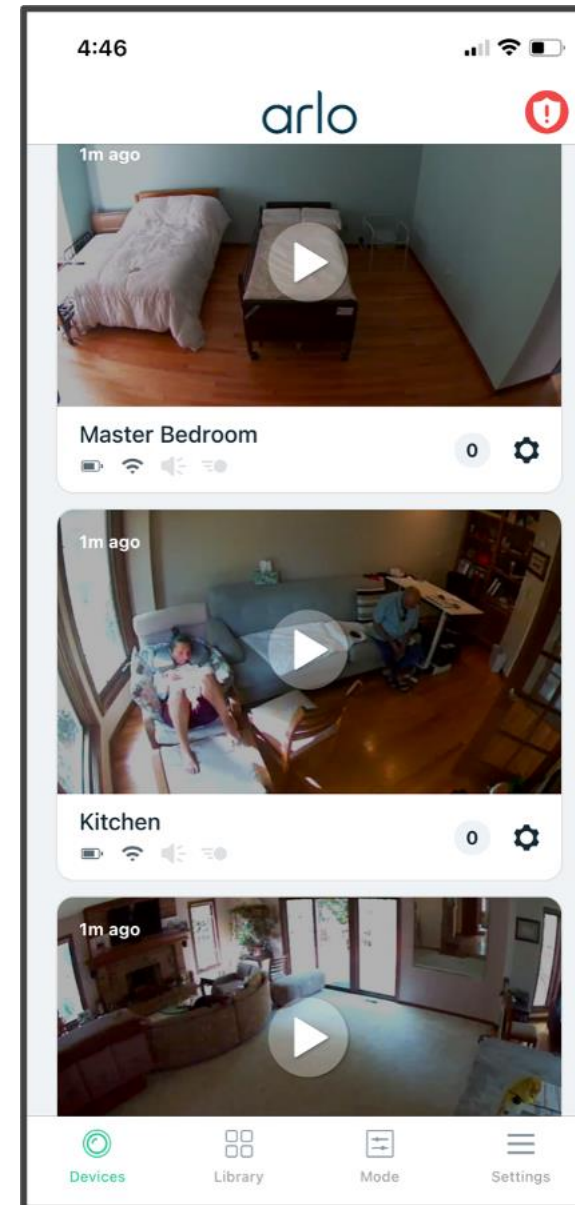 4:46
arlo
1m ago
Master Bedroom
0
1m ago
Kitchen
0
1m ago
Devices
Library
Mode
Settings